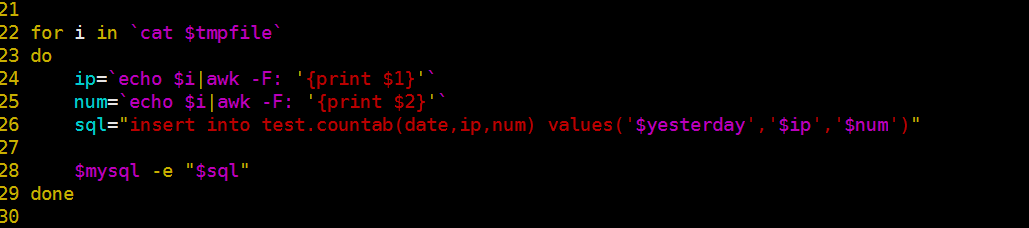 21
22 for i in `cat $tmpfile`
23 do
24     ip=`echo $i|awk -F: '{print $1}'`
25     num=`echo $i|awk -F: '{print $2}'`
26     sql="insert into test.countab(date,ip,num) values('$yesterday','$ip','$num')"
27
28     $mysql -e "$sql"
29 done
30